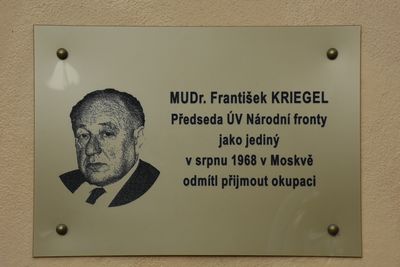 MUDr. František KRIEGEL
Předseda ÚV Národní fronty
jako jediný
v srpnu 1968 v Moskvě
odmítl přijmout okupaci